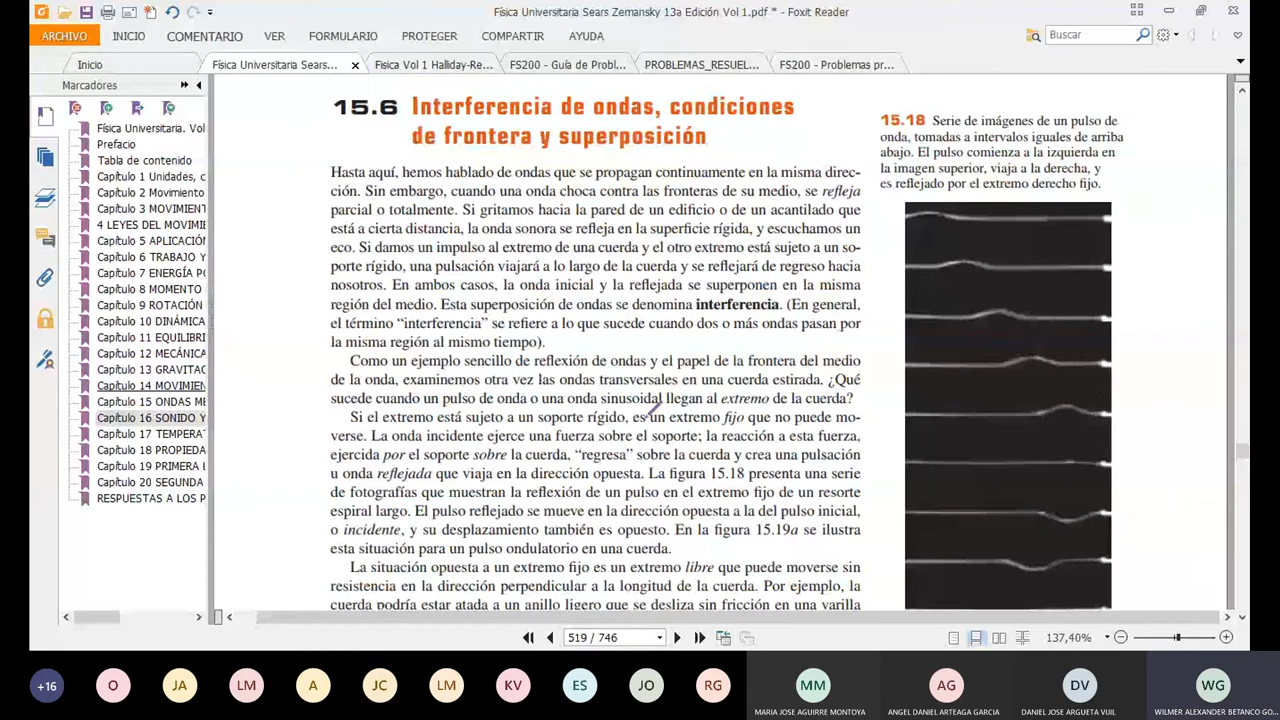 Física Universitaria Sears Zemansky 13a Edición Vol 1.pdf * - Foxit Reader
ARCHIVO INICIO COMENTARIO VER FORMULARIO PROTEGER COMPARTIR AYUDA Buscar
Inicio Física Universitaria Sears... x Fisica Vol 1 Halliday-Re... FS200 - Guía de Probl... PROBLEMAS_RESUEL... FS200 - Problemas pr...
Marcadores
Física Universitaria. Vol
Prefacio
Tabla de contenido
Capítulo 1 Unidades, c
Capítulo 2 Movimiento
Capítulo 3 MOVIMIENT
4 LEYES DEL MOVIMIE
Capítulo 5 APLICACIÓN
Capítulo 6 TRABAJO Y
Capítulo 7 ENERGÍA PO
Capítulo 8 MOMENTO
Capítulo 9 ROTACIÓN
Capítulo 10 DINÁMICA
Capítulo 11 EQUILIBRI
Capítulo 12 MECÁNICA
Capítulo 13 GRAVITAC
Capítulo 14 MOVIMIEN
Capítulo 15 ONDAS ME
Capítulo 16 SONIDO Y
Capítulo 17 TEMPERAT
Capítulo 18 PROPIEDA
Capítulo 19 PRIMERA L
Capítulo 20 SEGUNDA
RESPUESTAS A LOS P
15.6 Interferencia de ondas, condiciones
de frontera y superposición
Hasta aquí, hemos hablado de ondas que se propagan continuamente en la misma direc-
ción. Sin embargo, cuando una onda choca contra las fronteras de su medio, se refleja
parcial o totalmente. Si gritamos hacia la pared de un edificio o de un acantilado que
está a cierta distancia, la onda sonora se refleja en la superficie rígida, y escuchamos un
eco. Si damos un impulso al extremo de una cuerda y el otro extremo está sujeto a un so-
porte rígido, una pulsación viajará a lo largo de la cuerda y se reflejará de regreso hacia
nosotros. En ambos casos, la onda inicial y la reflejada se superponen en la misma
región del medio. Esta superposición de ondas se denomina interferencia. (En general,
el término “interferencia” se refiere a lo que sucede cuando dos o más ondas pasan por
la misma región al mismo tiempo).
Como un ejemplo sencillo de reflexión de ondas y el papel de la frontera del medio
de la onda, examinemos otra vez las ondas transversales en una cuerda estirada. ¿Qué
sucede cuando un pulso de onda o una onda sinusoidal llegan al extremo de la cuerda?
Si el extremo está sujeto a un soporte rígido, es un extremo fijo que no puede mo-
verse. La onda incidente ejerce una fuerza sobre el soporte; la reacción a esta fuerza,
ejercida por el soporte sobre la cuerda, “regresa” sobre la cuerda y crea una pulsación
u onda reflejada que viaja en la dirección opuesta. La figura 15.18 presenta una serie
de fotografías que muestran la reflexión de un pulso en el extremo fijo de un resorte
espiral largo. El pulso reflejado se mueve en la dirección opuesta a la del pulso inicial,
o incidente, y su desplazamiento también es opuesto. En la figura 15.19a se ilustra
esta situación para un pulso ondulatorio en una cuerda.
La situación opuesta a un extremo fijo es un extremo libre que puede moverse sin
resistencia en la dirección perpendicular a la longitud de la cuerda. Por ejemplo, la
cuerda podría estar atada a un anillo ligero que se desliza sin fricción en una varilla
15.18 Serie de imágenes de un pulso de
onda, tomadas a intervalos iguales de arriba
abajo. El pulso comienza a la izquierda en
la imagen superior, viaja a la derecha, y
es reflejado por el extremo derecho fijo.
519 / 746
137,40%
+16 O JA LM A JC LM KV ES JO RG MM AG DV WG
MARIA JOSE AGUIRRE MONTOYA ANGEL DANIEL ARTEAGA GARCIA DANIEL JOSE ARGUETA VIJIL WILMER ALEXANDER BETANCO GO...